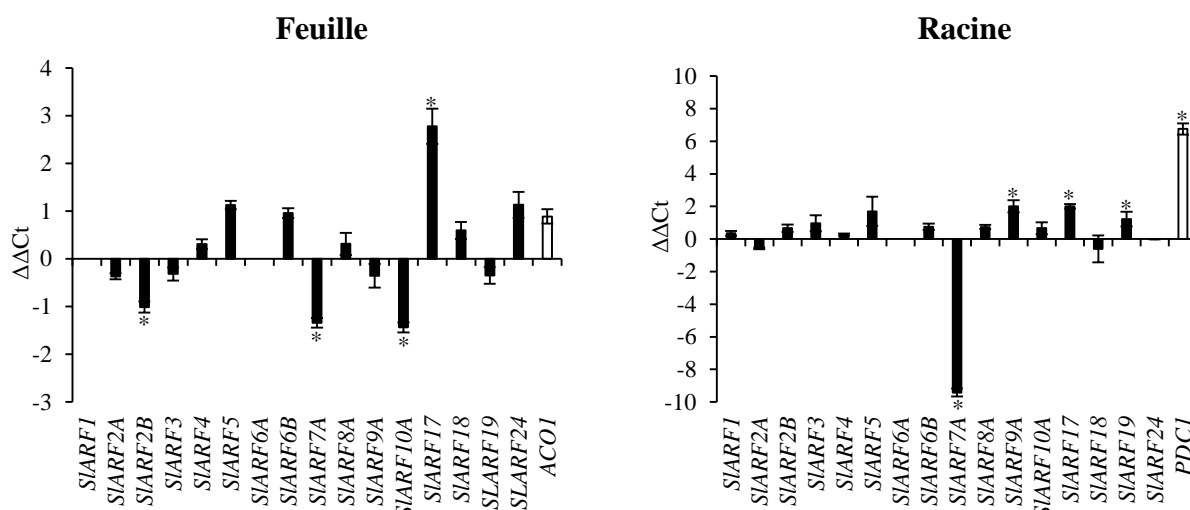 Feuille
4
3
2
1
0
-1
-2
-3
ΔΔCt
*
*
*
*
SlARF1
SlARF2A
SlARF2B
SlARF3
SlARF4
SlARF5
SlARF6A
SlARF6B
SlARF7A
SlARF8A
SlARF9A
SlARF10A
SlARF17
SlARF18
SLARF19
SLARF24
ACO1
Racine
10
8
6
4
2
0
-2
-4
-6
-8
-10
ΔΔCt
*
*
*
*
*
SlARF1
SlARF2A
SlARF2B
SlARF3
SlARF4
SlARF5
SlARF6A
SlARF6B
SlARF7A
SlARF8A
SlARF9A
SlARF10A
SlARF17
SlARF18
SlARF19
SlARF24
PDC1